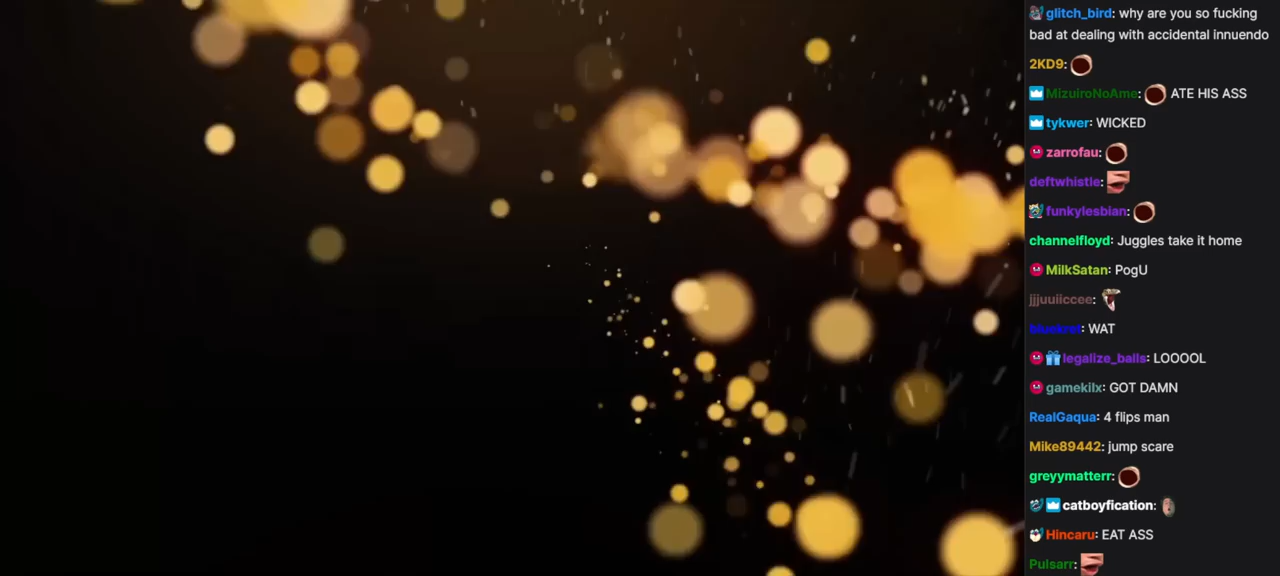 glitch_bird: why are you so fucking
bad at dealing with accidental innuendo
2KD9:
MizuiroNoAme: ATE HIS ASS
tykwer: WICKED
zarrofau:
deftwhistle:
funkylesbian:
channelfloyd: Juggles take it home
MilkSatan: PogU
jjjuuiiccee:
bluekret: WAT
legalize_balls: LOOOOL
gamekilx: GOT DAMN
RealGaqua: 4 flips man
Mike89442: jump scare
greyymatterr:
catboyfication:
Hincaru: EAT ASS
Pulsarr: